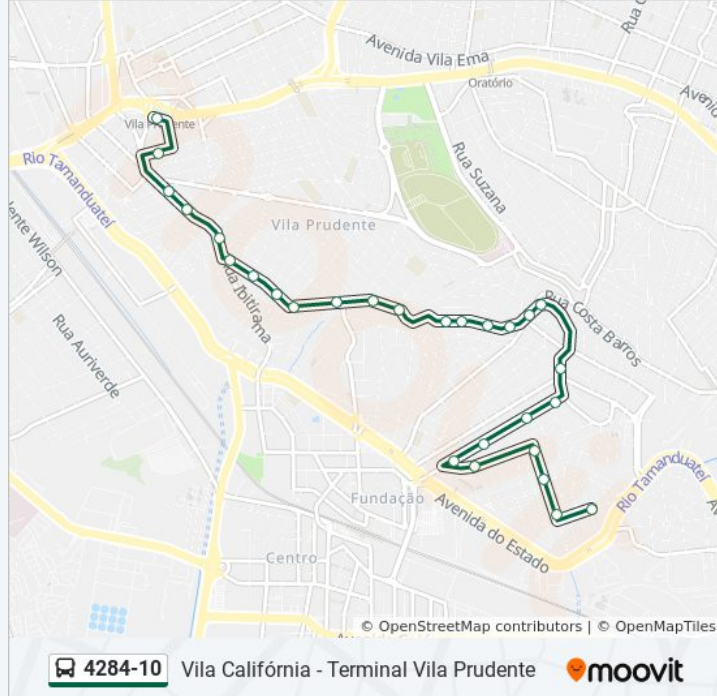 Rua C
Avenida Vila Ema
Oratório
Vila Prudente
Rio Tamanduateí
Rua Suzana
Vila Prudente
Rua Costa Barros
Rua Auriverde
Fundação
Rio Tamanduateí
Avenida do Estado
Centro
© OpenStreetMap contributors | © OpenMapTiles
4284-10 Vila Califórnia - Terminal Vila Prudente moovit